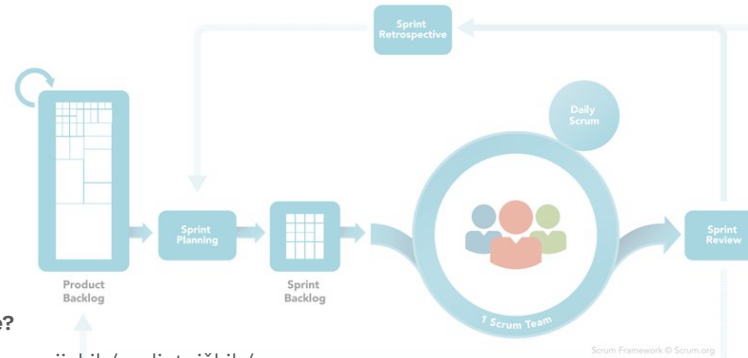 Sprint
Retrospective
Daily
Scrum
Sprint
Planning
Sprint
Review
Product
Backlog
Sprint
Backlog
1 Scrum Team
Scrum Framework © Scrum.org